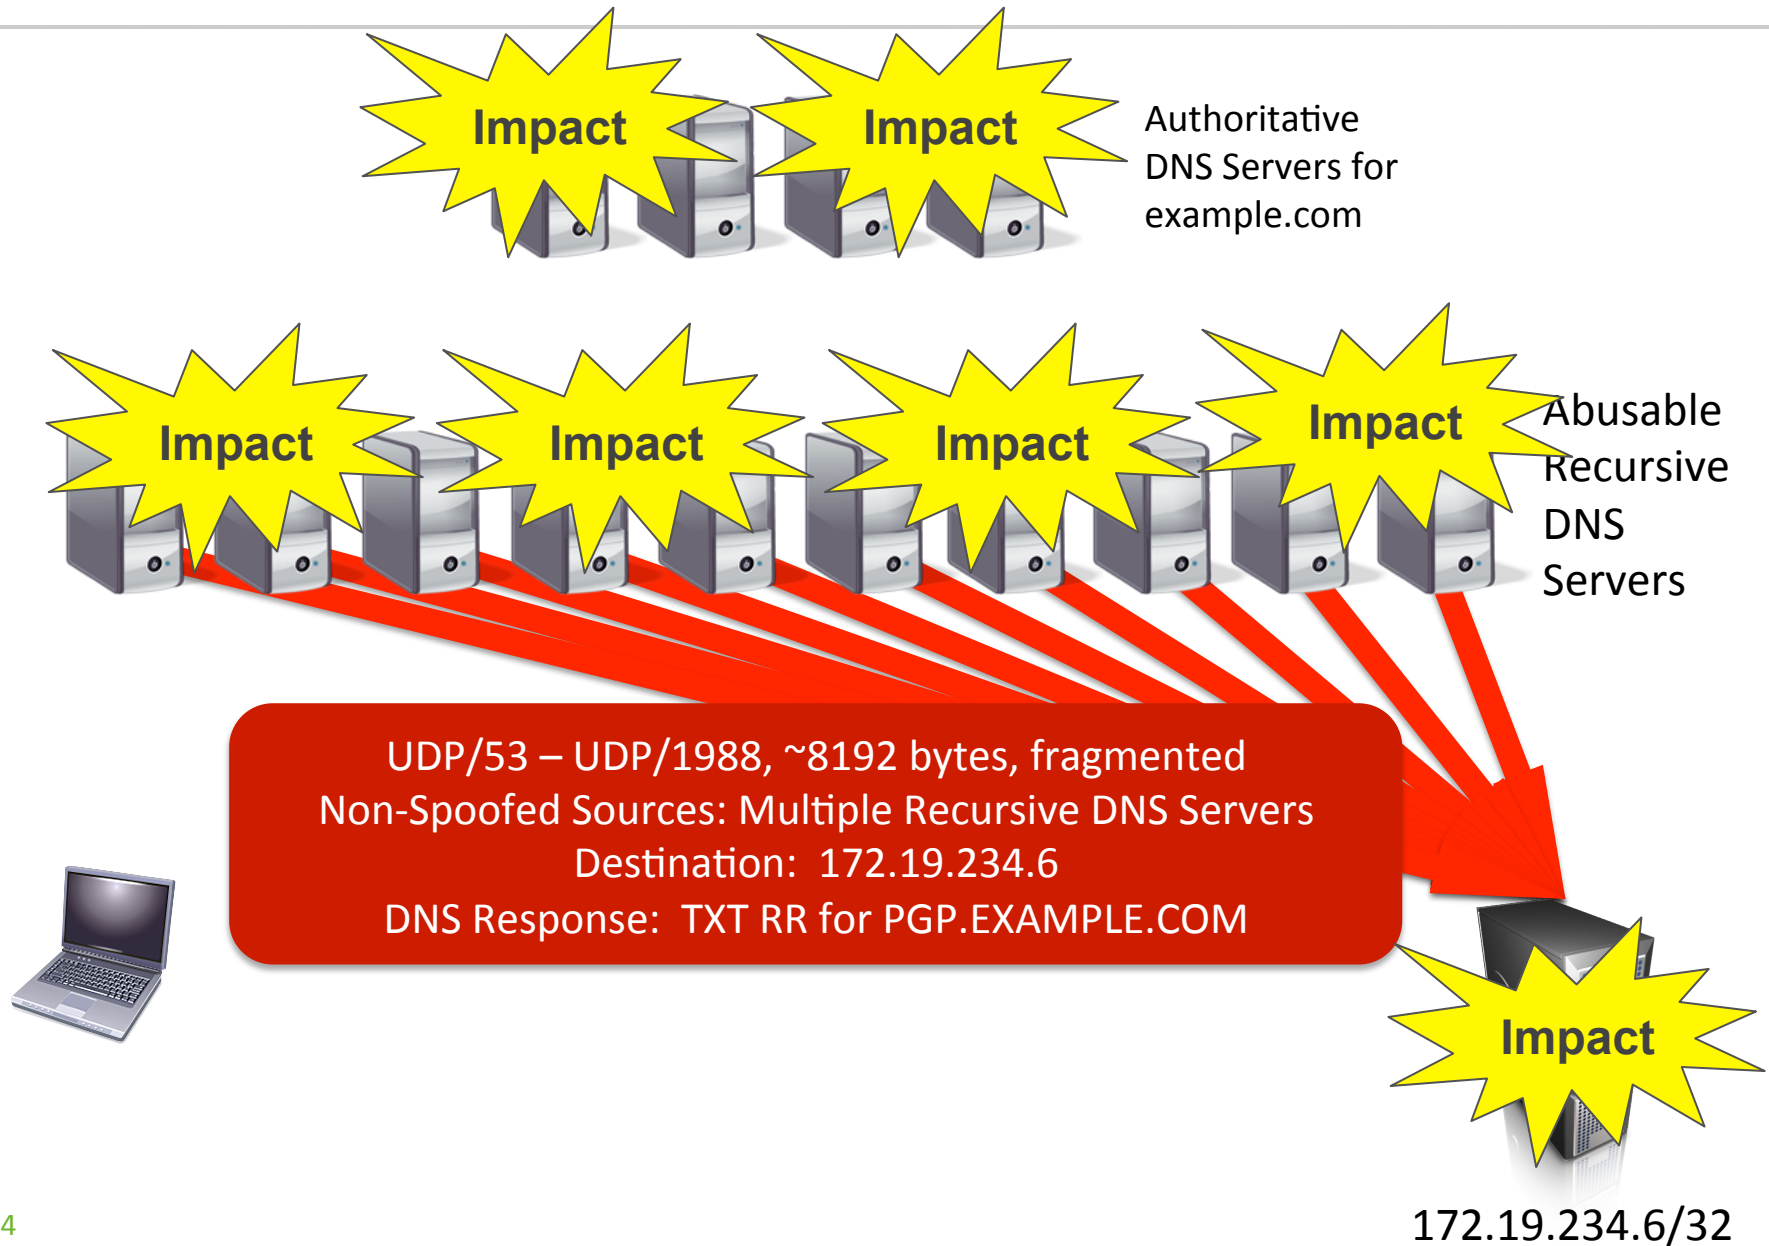 Impact
Impact
Authoritative
DNS Servers for
example.com
Impact
Impact
Impact
Impact
Abusable
Recursive
DNS
Servers
UDP/53 – UDP/1988, ~8192 bytes, fragmented
Non-Spoofed Sources: Multiple Recursive DNS Servers
Destination: 172.19.234.6
DNS Response: TXT RR for PGP.EXAMPLE.COM
Impact
172.19.234.6/32
4